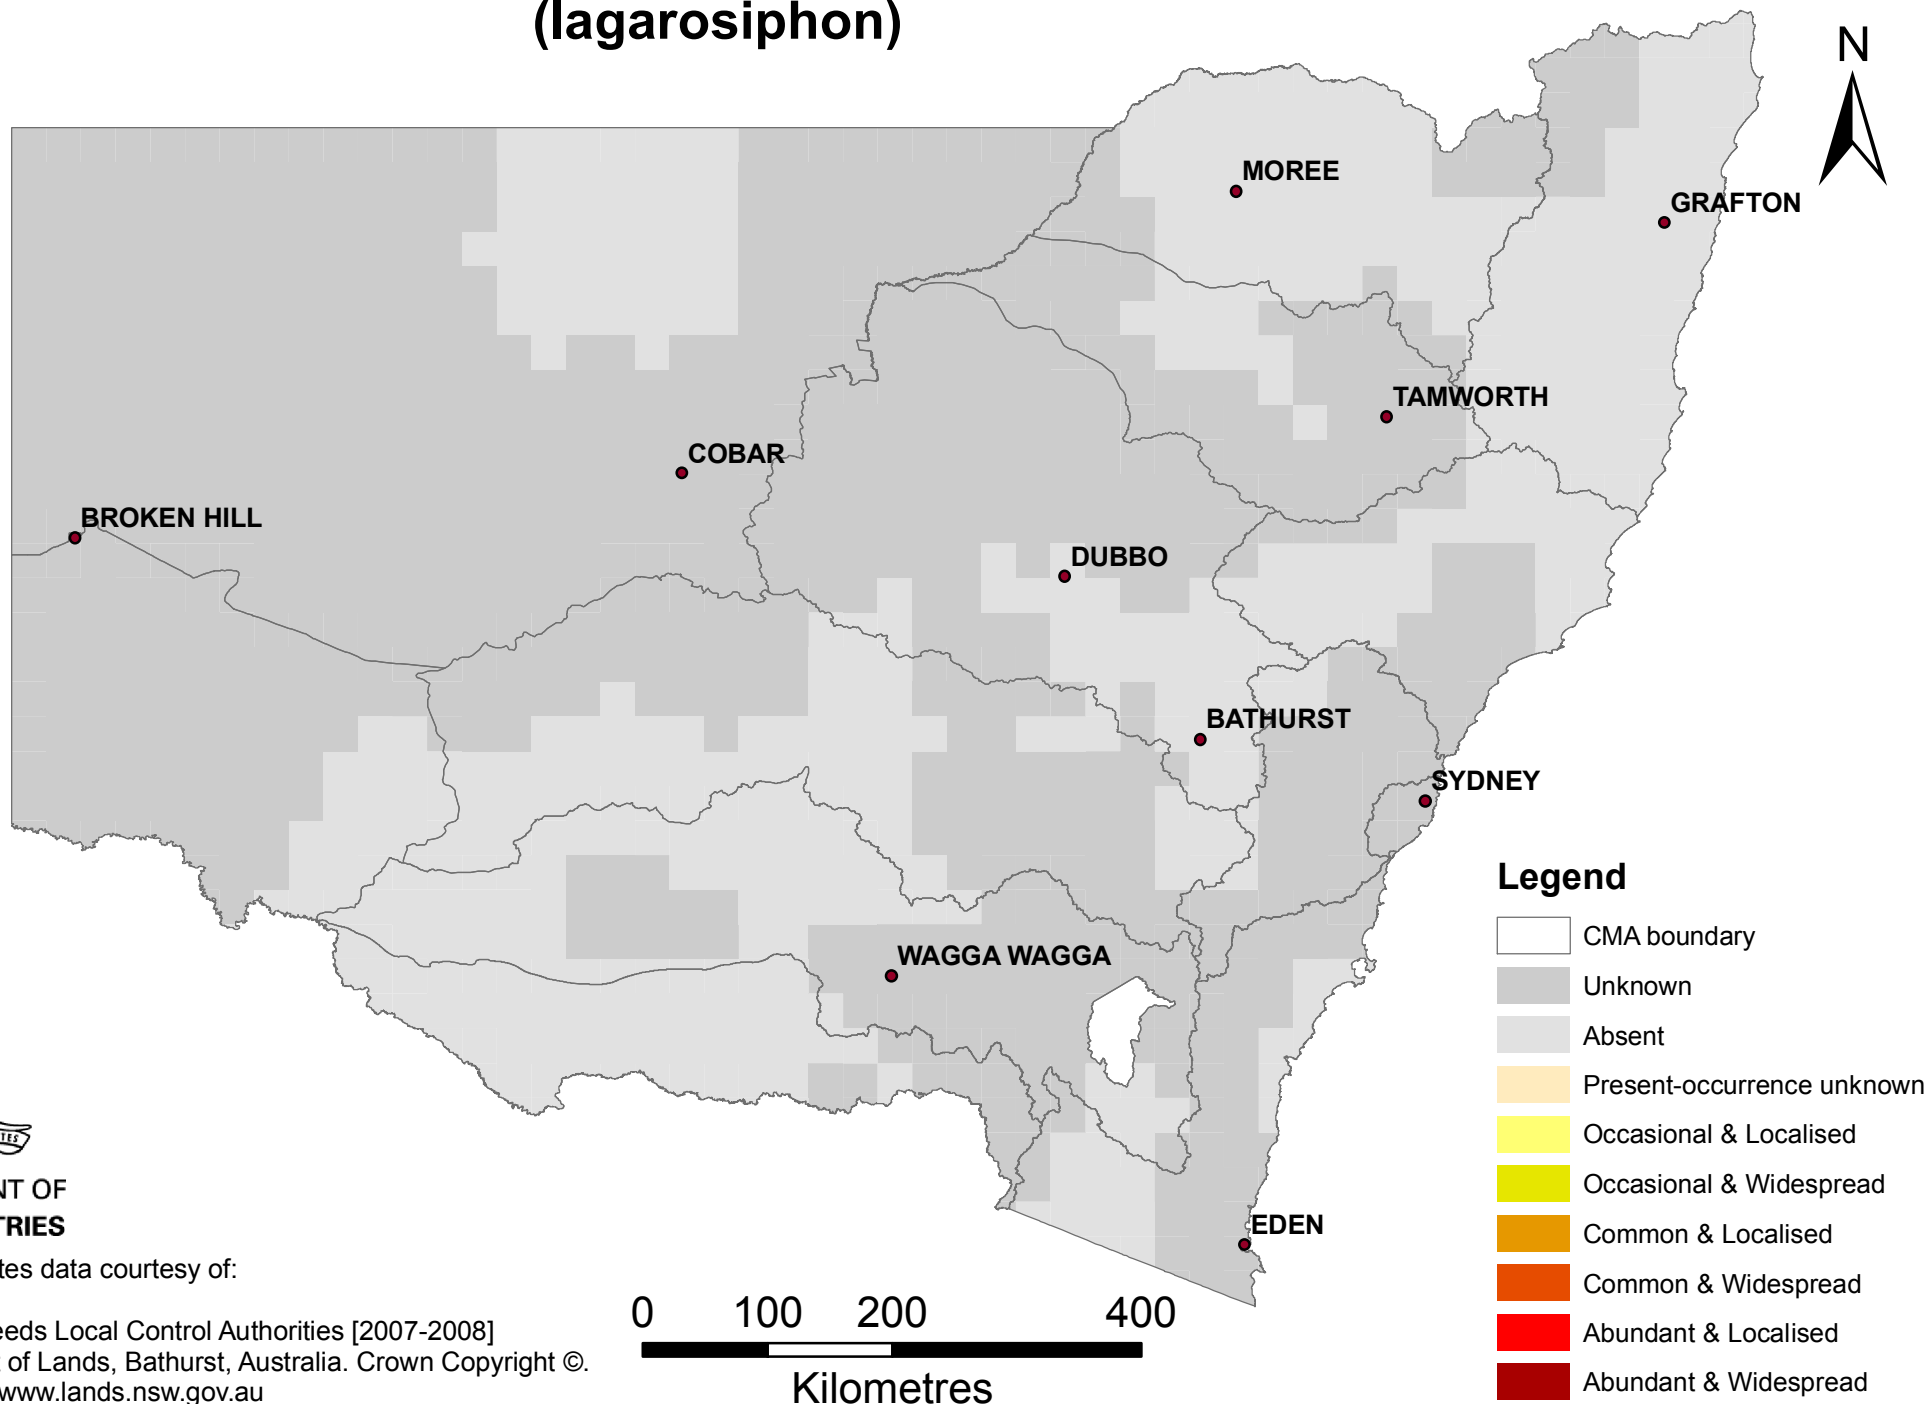 (lagarosiphon)
N
MOREE
GRAFTON
TAMWORTH
COBAR
BROKEN HILL
DUBBO
BATHURST
SYDNEY
WAGGA WAGGA
EDEN
Legend
CMA boundary
Unknown
Absent
Present-occurrence unknown
Occasional & Localised
Occasional & Widespread
Common & Localised
Common & Widespread
Abundant & Localised
Abundant & Widespread
NT OF
TRIES
tes data courtesy of:
eeds Local Control Authorities [2007-2008]
t of Lands, Bathurst, Australia. Crown Copyright ©.
www.lands.nsw.gov.au
0 100 200 400
Kilometres